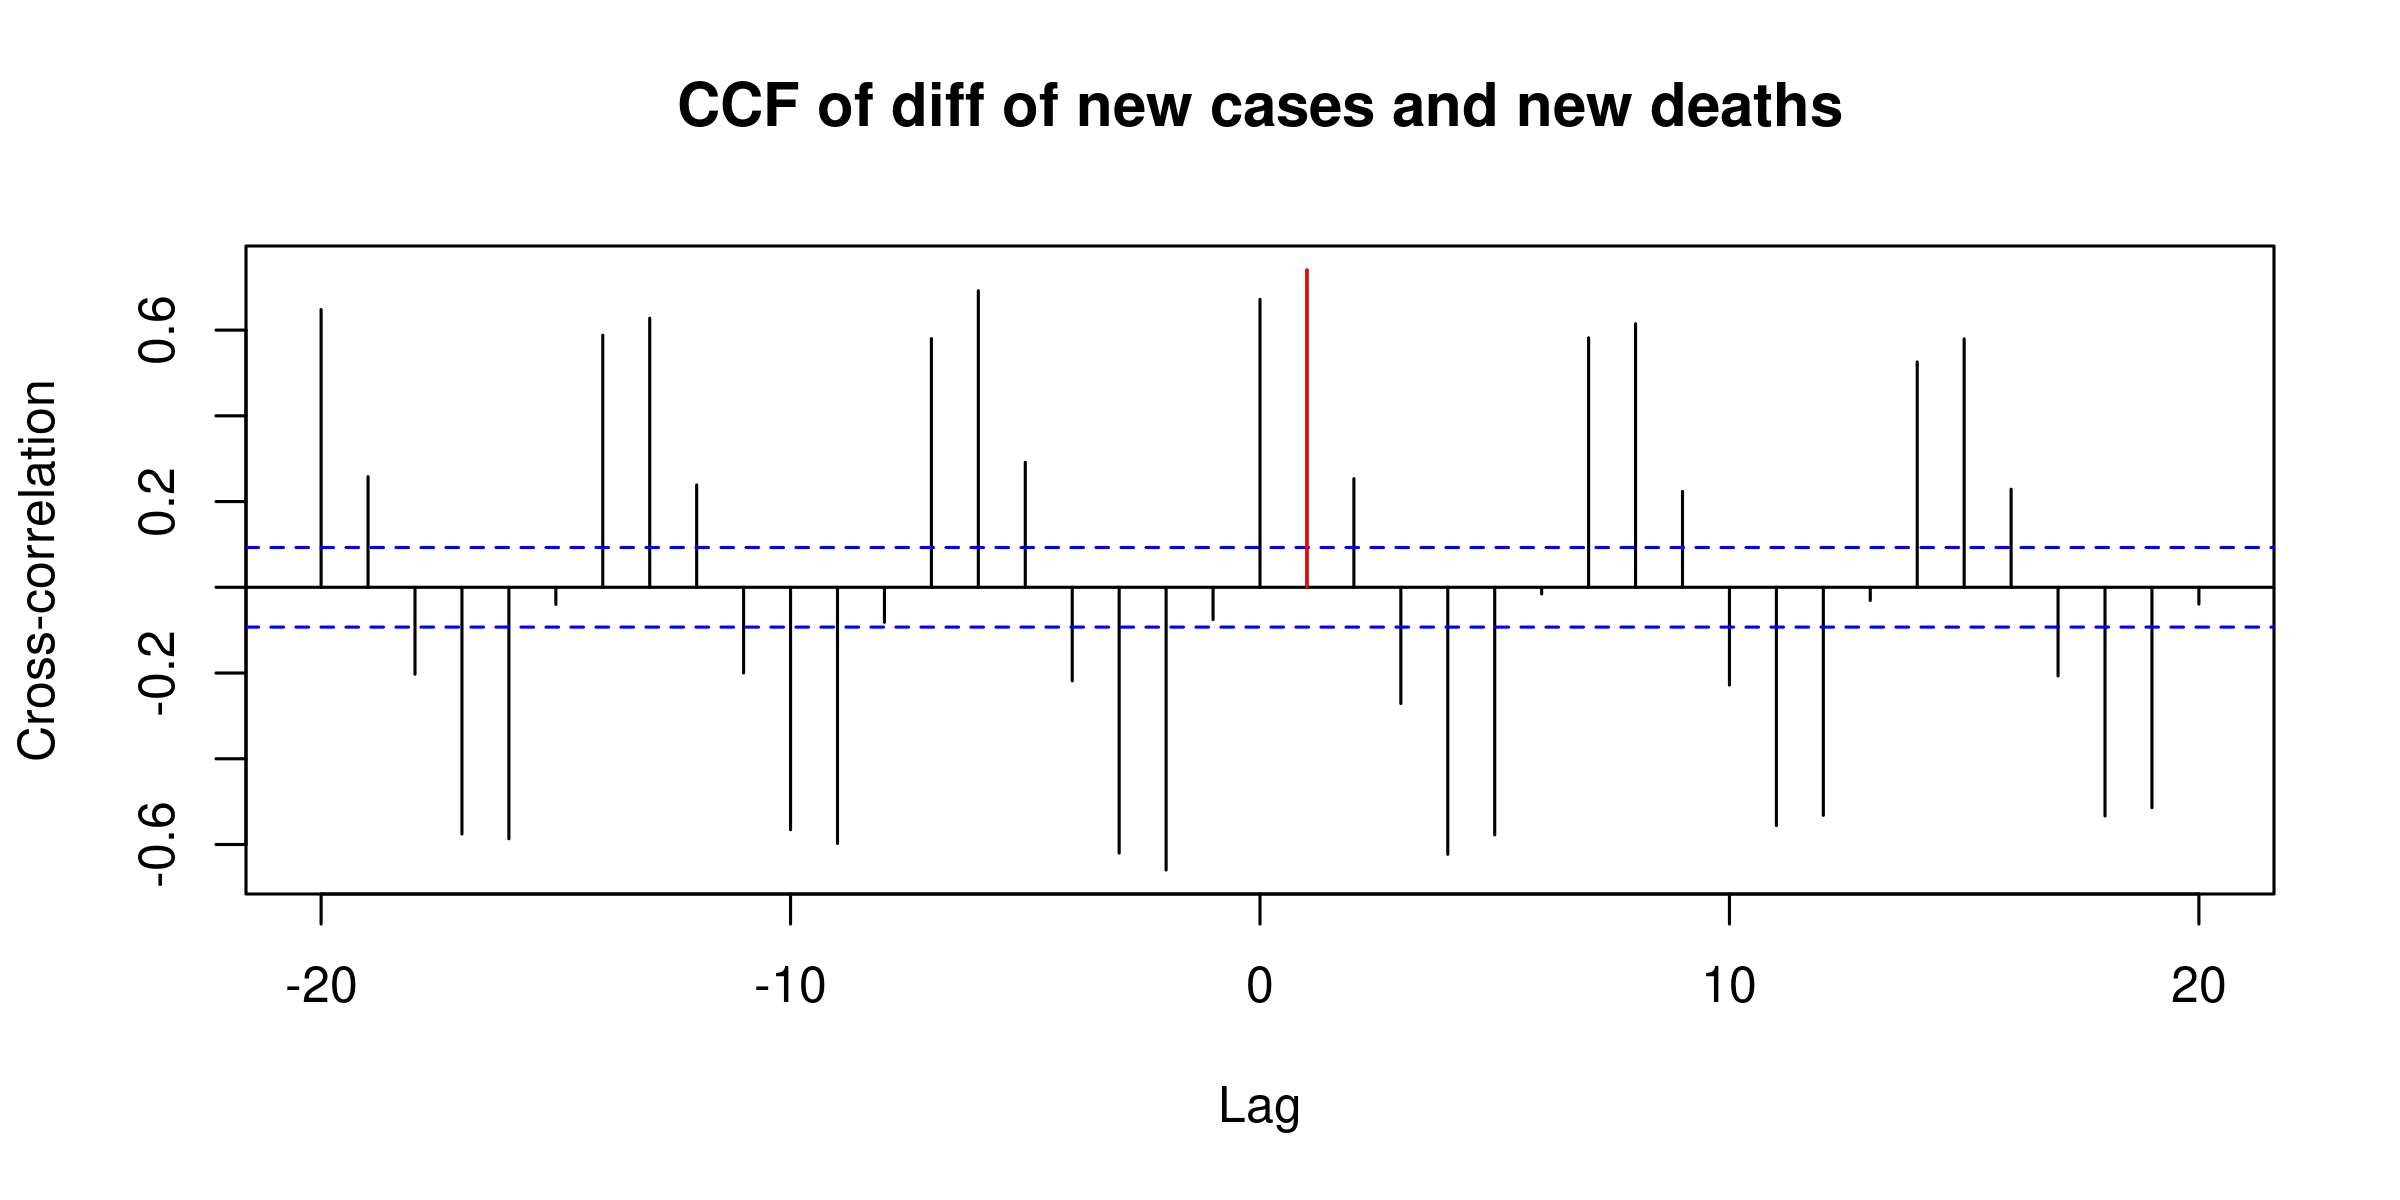 CCF of diff of new cases and new deaths
Cross-correlation
0.6
0.2
-0.2
-0.6
-20 -10 0 10 20
Lag